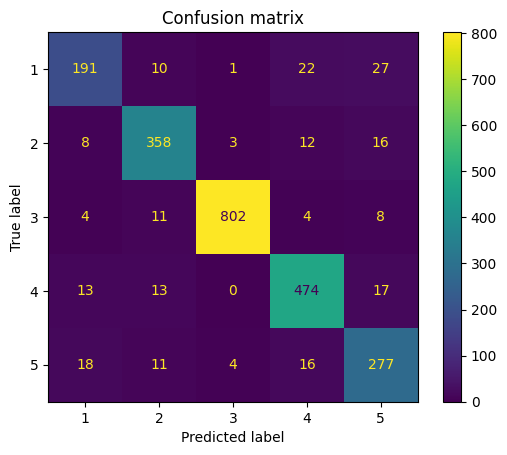 Confusion matrix
True label
1 191 10 1 22 27
2 8 358 3 12 16
3 4 11 802 4 8
4 13 13 0 474 17
5 18 11 4 16 277
1 2 3 4 5
Predicted label
800
700
600
500
400
300
200
100
0